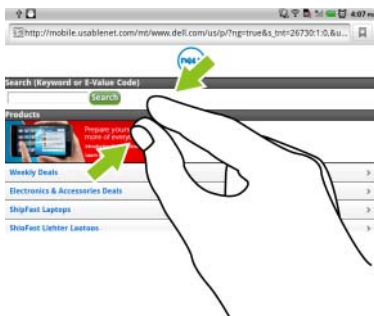 4:07 m
http://mobile.usablenet.com/mt/www.dell.com/us/p/?ng=true&s_tnt=26730:1:0,&u...
Search (Keyword or E-Value Code)
Search
Products
Prepare yours
more of every
Weekly Deals
Electronics & Accessories Deals
ShipFast Laptops
ShipFast Lighter Laptops